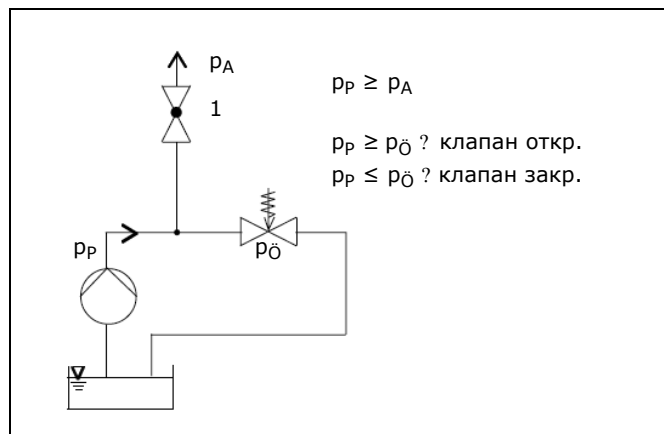 pA
1
pP ≥ pA
pP ≥ pÖ ? клапан откр.
pP ≤ pÖ ? клапан закр.
pP
pÖ